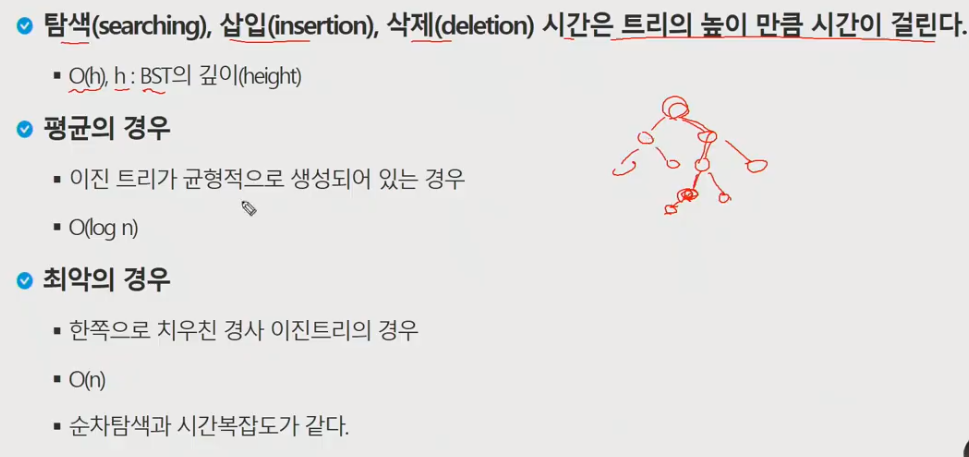 탐색(searching), 삽입(insertion), 삭제(deletion) 시간은 트리의 높이 만큼 시간이 걸린다.
▪ O(h), h : BST의 깊이(height)
평균의 경우
▪ 이진 트리가 균형적으로 생성되어 있는 경우
▪ O(log n)
최악의 경우
▪ 한쪽으로 치우친 경사 이진트리의 경우
▪ O(n)
▪ 순차탐색과 시간복잡도가 같다.